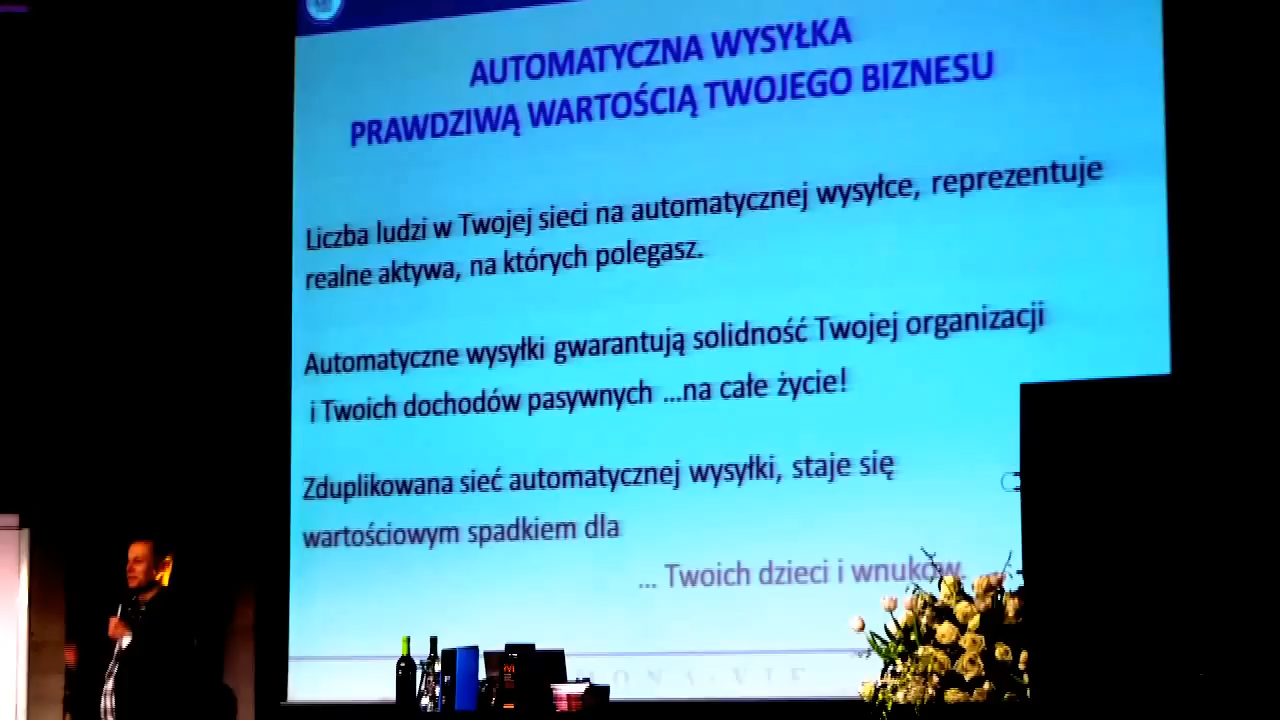 AUTOMATYCZNA WYSYŁKA
PRAWDZIWĄ WARTOŚCIĄ TWOJEGO BIZNESU
Liczba ludzi w Twojej sieci na automatycznej wysyłce, reprezentuje
realne aktywa, na których polegasz.
Automatyczne wysyłki gwarantują solidność Twojej organizacji
i Twoich dochodów pasywnych ...na całe życie!
Zduplikowana sieć automatycznej wysyłki, staje się
wartościowym spadkiem dla
... Twoich dzieci i wnuków.